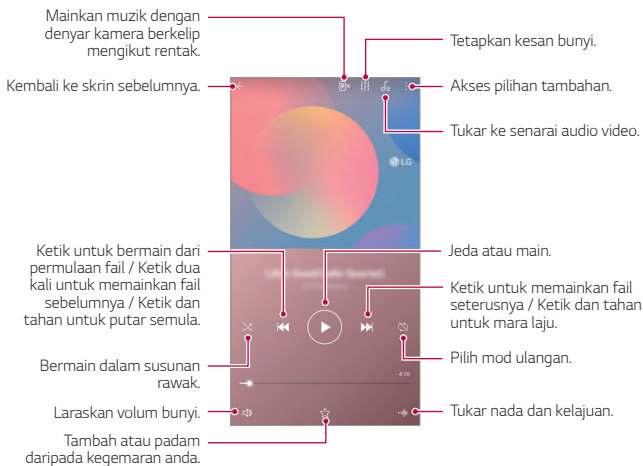 Mainkan muzik dengan
denyar kamera berkelip
mengikut rentak.
Tetapkan kesan bunyi.
Kembali ke skrin sebelumnya.
Akses pilihan tambahan.
Tukar ke senarai audio video.
LG
Ketik untuk bermain dari
permulaan fail / Ketik dua
kali untuk memainkan fail
sebelumnya / Ketik dan
tahan untuk putar semula.
Jeda atau main.
Ketik untuk memainkan fail
seterusnya / Ketik dan tahan
untuk mara laju.
Bermain dalam susunan
rawak.
Pilih mod ulangan.
4:10
Laraskan volum bunyi.
Tukar nada dan kelajuan.
Tambah atau padam
daripada kegemaran anda.